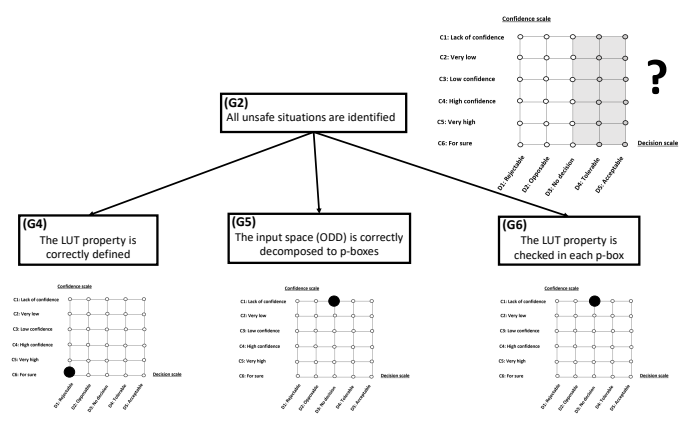 Confidence scale
C1: Lack of confidence
C2: Very low
C3: Low confidence
C4: High confidence
C5: Very high
C6: For sure
Decision scale
D1: Rejectable
D2: Opposable
D3: No decision
D4: Tolerable
D5: Acceptable
?
(G2)
All unsafe situations are identified
(G4)
The LUT property is
correctly defined
(G5)
The input space (ODD) is correctly
decomposed to p-boxes
(G6)
The LUT property is
checked in each p-box
Confidence scale
C1: Lack of confidence
C2: Very low
C3: Low confidence
C4: High confidence
C5: Very high
C6: For sure
Decision scale
D1: Rejectable
D2: Opposable
D3: No decision
D4: Tolerable
D5: Acceptable
Confidence scale
C1: Lack of confidence
C2: Very low
C3: Low confidence
C4: High confidence
C5: Very high
C6: For sure
Decision scale
D1: Rejectable
D2: Opposable
D3: No decision
D4: Tolerable
D5: Acceptable
Confidence scale
C1: Lack of confidence
C2: Very low
C3: Low confidence
C4: High confidence
C5: Very high
C6: For sure
Decision scale
D1: Rejectable
D2: Opposable
D3: No decision
D4: Tolerable
D5: Acceptable